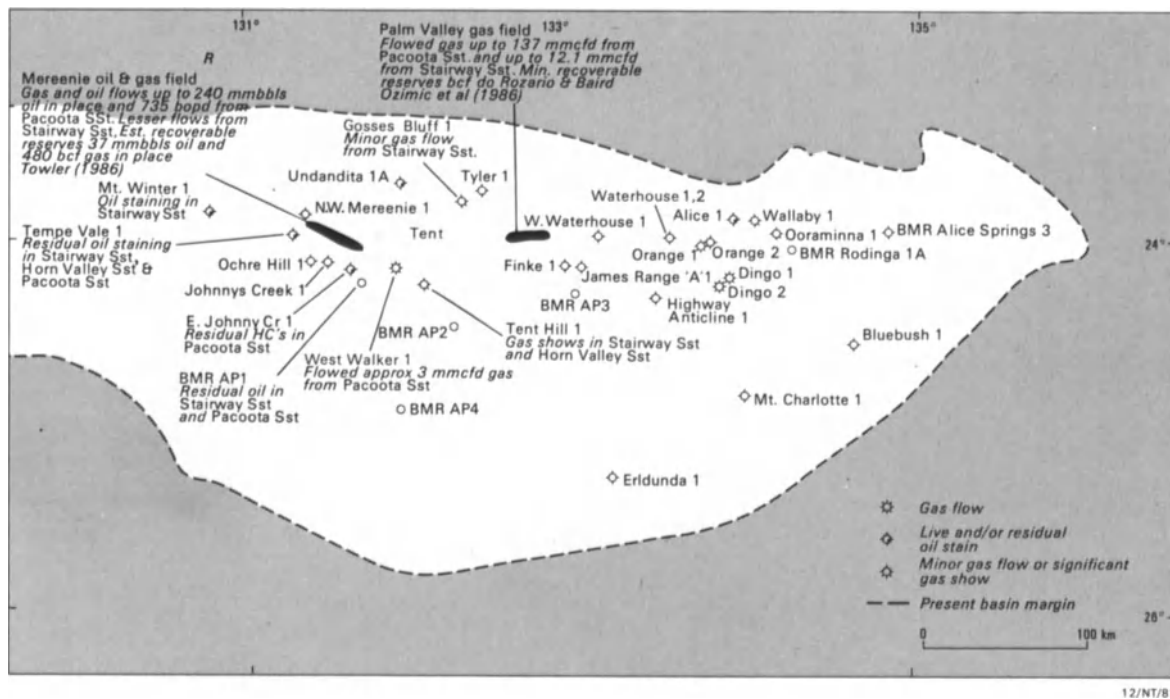 131°
133°
135°
R
Palm Valley gas field
Flowed gas up to 137 mmcfd from
Pacoota Sst. and up to 12.1 mmcfd
from Stairway Sst. Min. recoverable
reserves bcf do Rozario & Baird
Ozimic et al (1986)
Mereenie oil & gas field
Gas and oil flows up to 240 mmbbls
oil in place and 735 bopd from
Pacoota SSt. Lesser flows from
Stairway Sst, Est. recoverable
reserves 37 mmbbls oil and
480 bcf gas in place
Towler (1986)
Gosses Bluff 1
Minor gas flow
from Stairway Sst.
Mt. Winter 1
Oil staining in
Stairway Sst
Undandita 1A
Tyler 1
N.W. Mereenie 1
Tent
Waterhouse 1,2
W. Waterhouse 1
Alice 1
Wallaby 1
Ooraminna 1
BMR Alice Springs 3
24°
Tempe Vale 1
Residual oil staining
in Stairway Sst,
Horn Valley Sst &
Pacoota Sst
Ochre Hill 1
Johnnys Creek 1
Finke 1
James Range 'A' 1
Orange 1
Orange 2
BMR Rodinga 1A
Dingo 1
Dingo 2
BMR AP3
Highway
Anticline 1
E. Johnny Cr 1
Residual HC's in
Pacoota Sst
BMR AP2
Tent Hill 1
Gas shows in Stairway Sst
and Horn Valley Sst
Bluebush 1
West Walker 1
Flowed approx 3 mmcfd gas
from Pacoota Sst
BMR AP1
Residual oil in
Stairway Sst
and Pacoota Sst
BMR AP4
Mt. Charlotte 1
Erldunda 1
Gas flow
Live and/or residual
oil stain
Minor gas flow or significant
gas show
Present basin margin
0 100 km
26°
12/NT/8